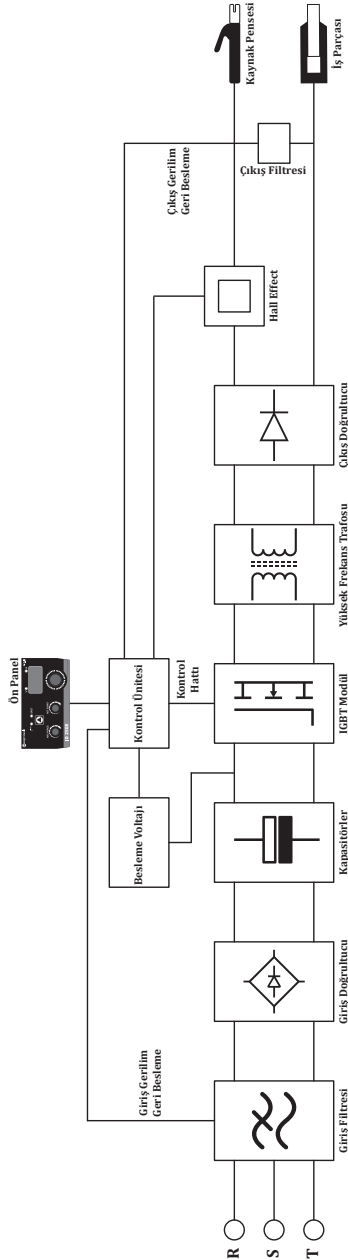 Ön Panel
Giriş Gerilim
Geri Besleme
Besleme Voltajı
Kontrol Ünitesi
Kontrol
Hattı
Çıkış Gerilim
Geri Besleme
R
S
T
Giriş Filtresi
Giriş Doğrultucu
Kapasitörler
IGBT Modül
Yüksek Frekans Trafosu
Çıkış Doğrultucu
Hall Effect
Çıkış Filtresi
Kaynak Pensesi
İş Parçası